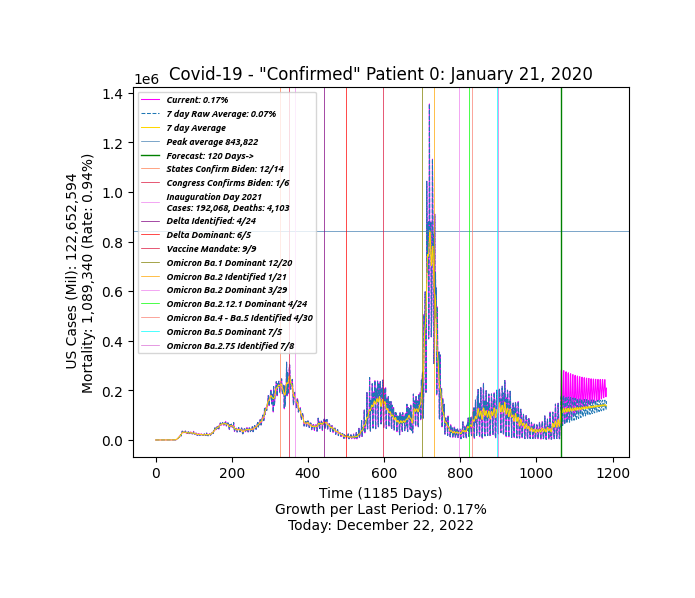 Covid-19 - "Confirmed" Patient 0: January 21, 2020
1e6
1.4
1.2
1.0
0.8
0.6
0.4
0.2
0.0
US Cases (Mil): 122,652,594
Mortality: 1,089,340 (Rate: 0.94%)
Current: 0.17%
7 day Raw Average: 0.07%
7 day Average
Peak average 843,822
Forecast: 120 Days->
States Confirm Biden: 12/14
Congress Confirms Biden: 1/6
Inauguration Day 2021
Cases: 192,068, Deaths: 4,103
Delta Identified: 4/24
Delta Dominant: 6/5
Vaccine Mandate: 9/9
Omicron Ba.1 Dominant 12/20
Omicron Ba.2 Identified 1/21
Omicron Ba.2 Dominant 3/29
Omicron Ba.2.12.1 Dominant 4/24
Omicron Ba.4 - Ba.5 Identified 4/30
Omicron Ba.5 Dominant 7/5
Omicron Ba.2.75 Identified 7/8
0 200 400 600 800 1000 1200
Time (1185 Days)
Growth per Last Period: 0.17%
Today: December 22, 2022